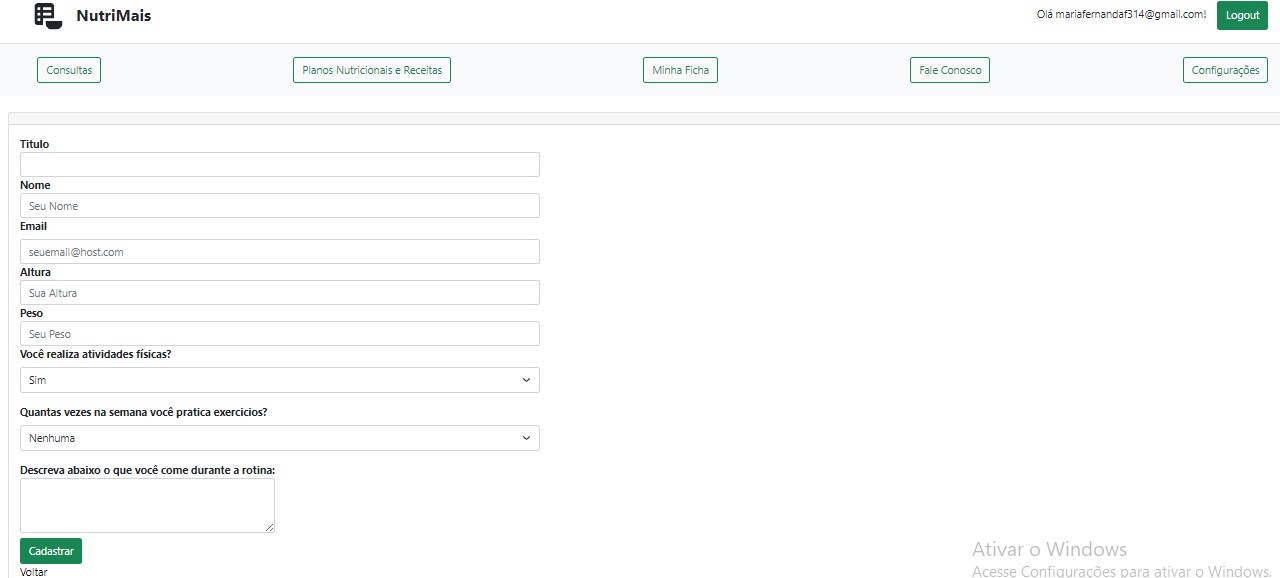 NutriMais
Olá mariafernandaf314@gmail.com!
Logout
Consultas
Planos Nutricionais e Receitas
Minha Ficha
Fale Conosco
Configurações
Titulo
Nome
Seu Nome
Email
seuemail@host.com
Altura
Sua Altura
Peso
Seu Peso
Você realiza atividades físicas?
Sim
Quantas vezes na semana você pratica exercicios?
Nenhuma
Descreva abaixo o que você come durante a rotina:
Cadastrar
Voltar
Ativar o Windows
Acesse Configurações para ativar o Windows.